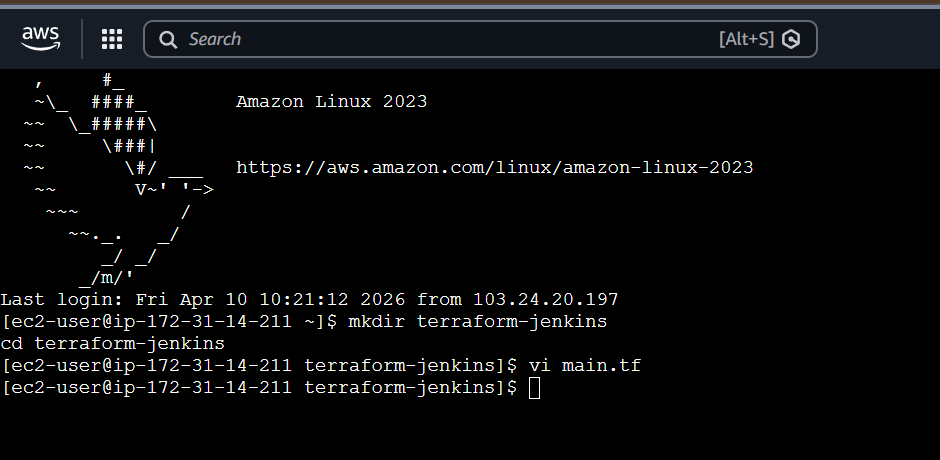 aws
Search [Alt+S]
   ,     #_
   ~\_  ####_        Amazon Linux 2023
  ~~  \_#####\
  ~~     \###|
  ~~       \#/ ___   https://aws.amazon.com/linux/amazon-linux-2023
   ~~       V~' '->
    ~~~         /
      ~~._.   _/
         _/ _/
       _/m/'
Last login: Fri Apr 10 10:21:12 2026 from 103.24.20.197
[ec2-user@ip-172-31-14-211 ~]$ mkdir terraform-jenkins
cd terraform-jenkins
[ec2-user@ip-172-31-14-211 terraform-jenkins]$ vi main.tf
[ec2-user@ip-172-31-14-211 terraform-jenkins]$